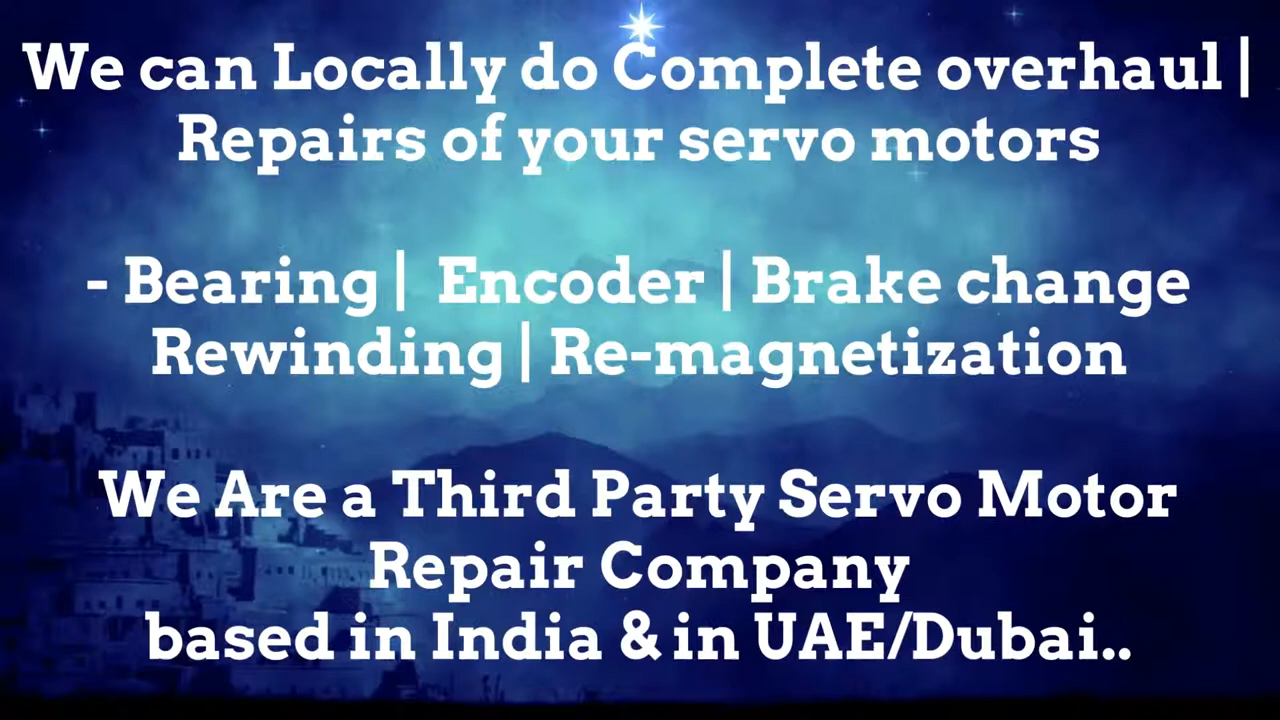 We can Locally do Complete overhaul |
Repairs of your servo motors
- Bearing | Encoder | Brake change
Rewinding | Re-magnetization
We Are a Third Party Servo Motor
Repair Company
based in India & in UAE/Dubai..